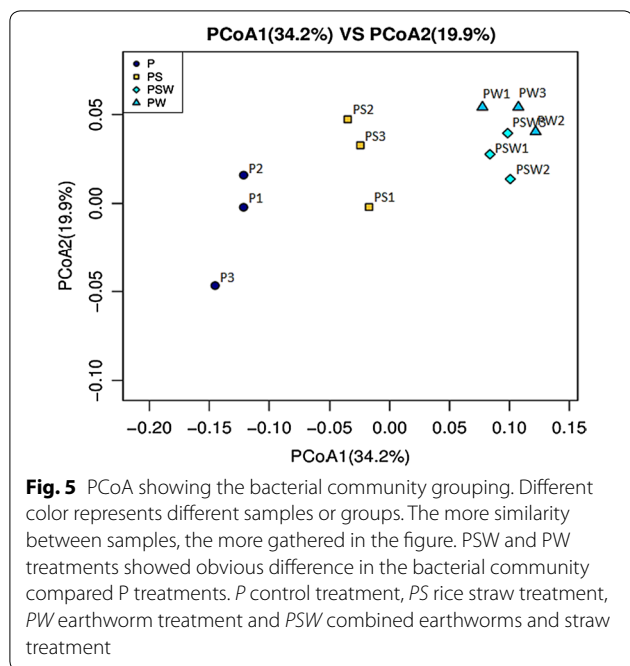 PCoA1(34.2%) VS PCoA2(19.9%)
P
PS
PSW
PW
PW1
PW3
PSW3
PW2
PSW1
PSW2
PS2
PS3
PS1
P2
P1
P3
PCoA2(19.9%)
0.05
0.00
−0.05
−0.10
−0.20 −0.15 −0.10 −0.05 0.00 0.05 0.10 0.15
PCoA1(34.2%)
Fig. 5 PCoA showing the bacterial community grouping. Different
color represents different samples or groups. The more similarity
between samples, the more gathered in the figure. PSW and PW
treatments showed obvious difference in the bacterial community
compared P treatments. P control treatment, PS rice straw treatment,
PW earthworm treatment and PSW combined earthworms and straw
treatment